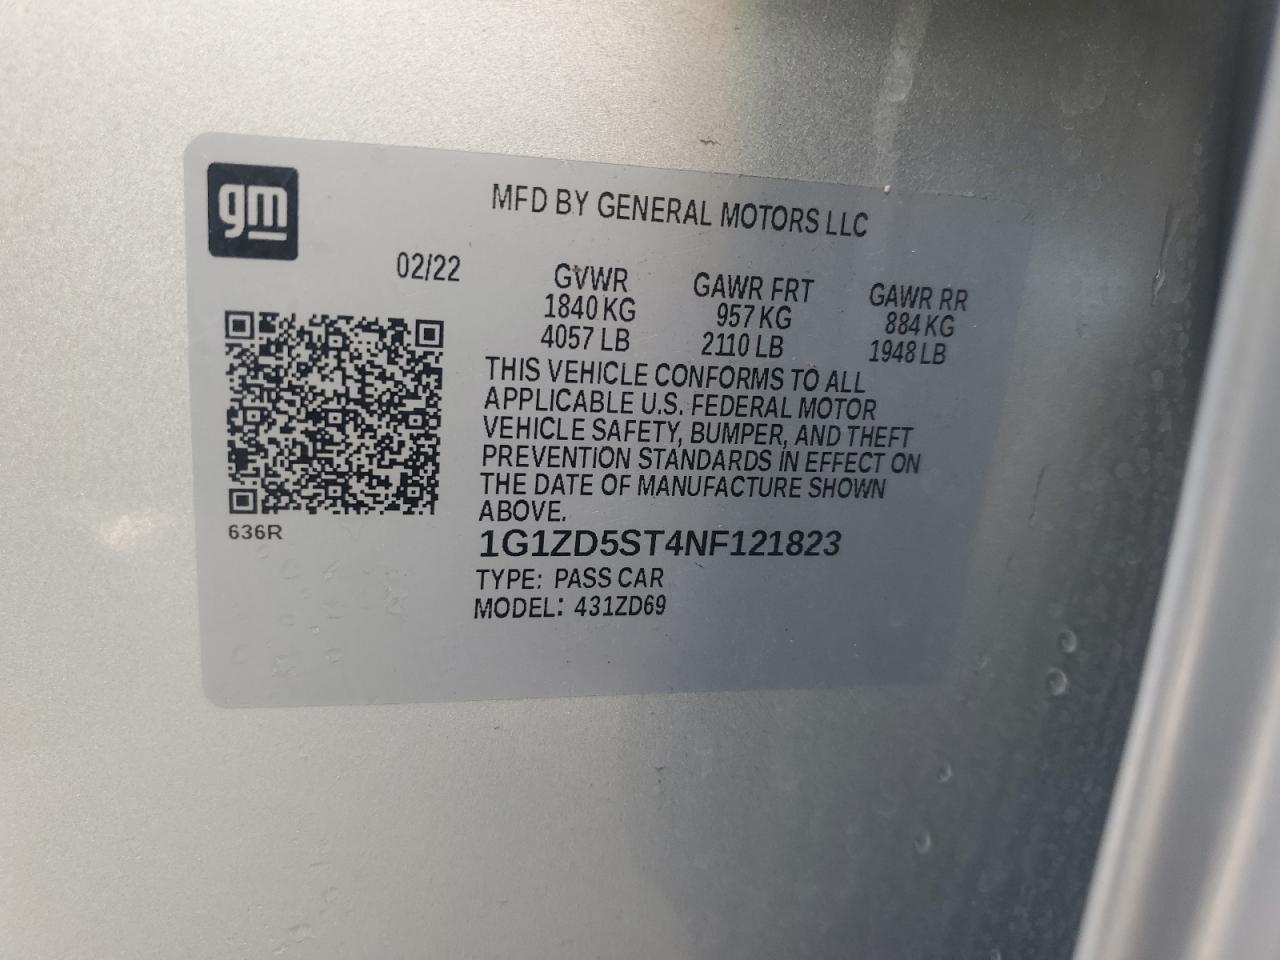 gm
MFD BY GENERAL MOTORS LLC
02/22
GVWR GAWR FRT GAWR RR
1840 KG 957 KG 884 KG
4057 LB 2110 LB 1948 LB
THIS VEHICLE CONFORMS TO ALL
APPLICABLE U.S. FEDERAL MOTOR
VEHICLE SAFETY, BUMPER, AND THEFT
PREVENTION STANDARDS IN EFFECT ON
THE DATE OF MANUFACTURE SHOWN
ABOVE.
636R
1G1ZD5ST4NF121823
TYPE: PASS CAR
MODEL: 431ZD69